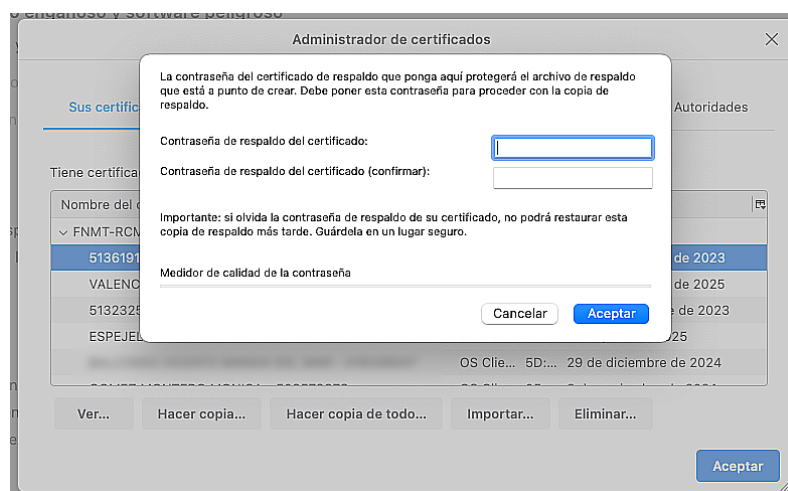 enganoso y software peligroso
Administrador de certificados
Sus certific
Autoridades
La contraseña del certificado de respaldo que ponga aquí protegerá el archivo de respaldo
que está a punto de crear. Debe poner esta contraseña para proceder con la copia de
respaldo.
Contraseña de respaldo del certificado:
Contraseña de respaldo del certificado (confirmar):
Importante: si olvida la contraseña de respaldo de su certificado, no podrá restaurar esta
copia de respaldo más tarde. Guárdela en un lugar seguro.
Medidor de calidad de la contraseña
Cancelar Aceptar
Tiene certifica
Nombre del c
FNMT-RCM
5136191 de 2023
VALENC de 2025
5132325 e de 2023
ESPEJEL 25
OS Clie... 5D:... 29 de diciembre de 2024
Ver... Hacer copia... Hacer copia de todo... Importar... Eliminar...
Aceptar